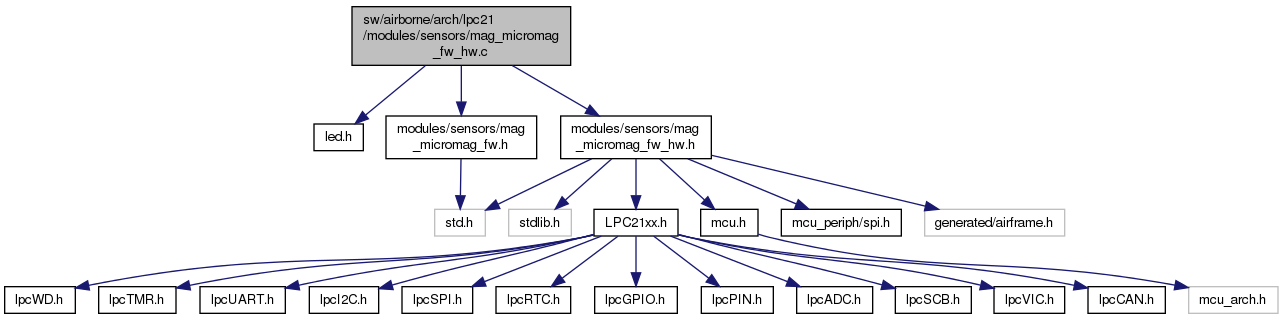 sw/airborne/arch/lpc21
/modules/sensors/mag_micromag
_fw_hw.c
led.h
modules/sensors/mag
_micromag_fw.h
modules/sensors/mag
_micromag_fw_hw.h
std.h
stdlib.h
LPC21xx.h
mcu.h
mcu_periph/spi.h
generated/airframe.h
lpcWD.h
lpcTMR.h
lpcUART.h
lpcI2C.h
lpcSPI.h
lpcRTC.h
lpcGPIO.h
lpcPIN.h
lpcADC.h
lpcSCB.h
lpcVIC.h
lpcCAN.h
mcu_arch.h